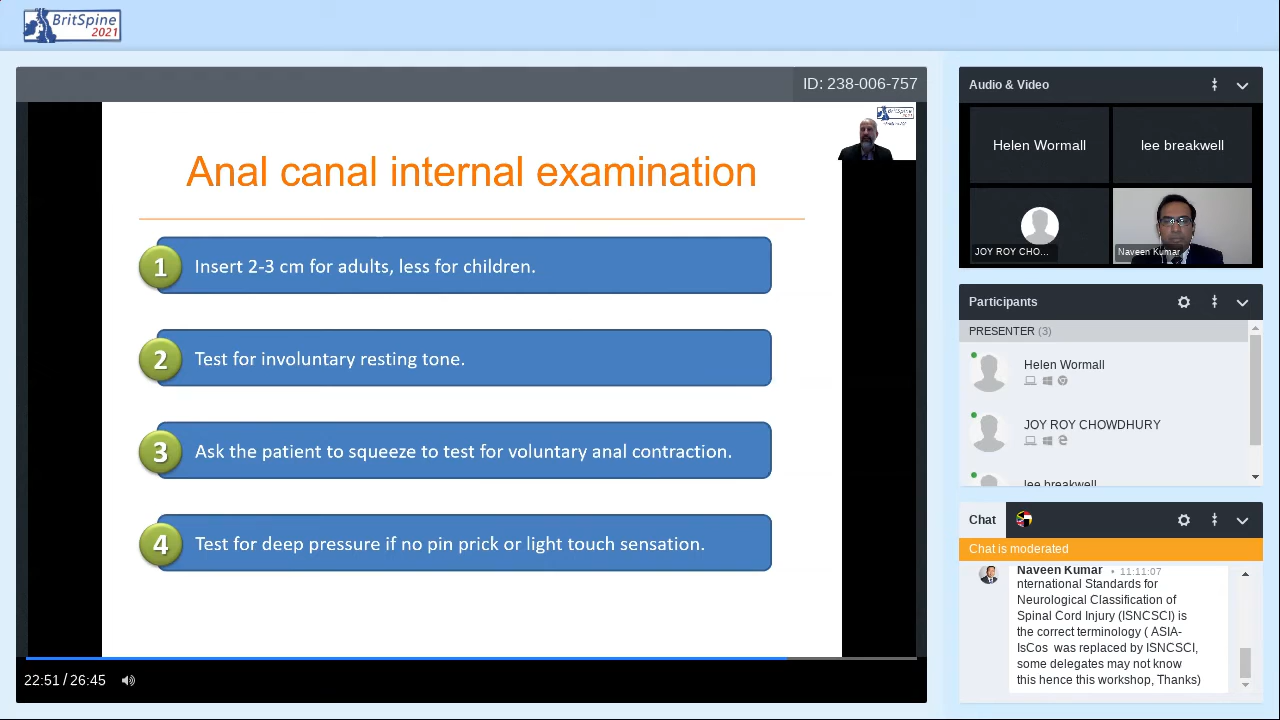 BritSpine
2021
ID: 238-006-757
BritSpine
2021
Anal canal internal examination
1 Insert 2-3 cm for adults, less for children.
2 Test for involuntary resting tone.
3 Ask the patient to squeeze to test for voluntary anal contraction.
4 Test for deep pressure if no pin prick or light touch sensation.
22:51 / 26:45
Audio & Video
Helen Wormall
lee breakwell
JOY ROY CHO...
Naveen Kumar
Participants
PRESENTER (3)
Helen Wormall
JOY ROY CHOWDHURY
lee breakwell
Chat
Chat is moderated
Naveen Kumar • 11:11:07
nternational Standards for
Neurological Classification of
Spinal Cord Injury (ISNCSCI) is
the correct terminology ( ASIA-
IsCos was replaced by ISNCSCI,
some delegates may not know
this hence this workshop, Thanks)